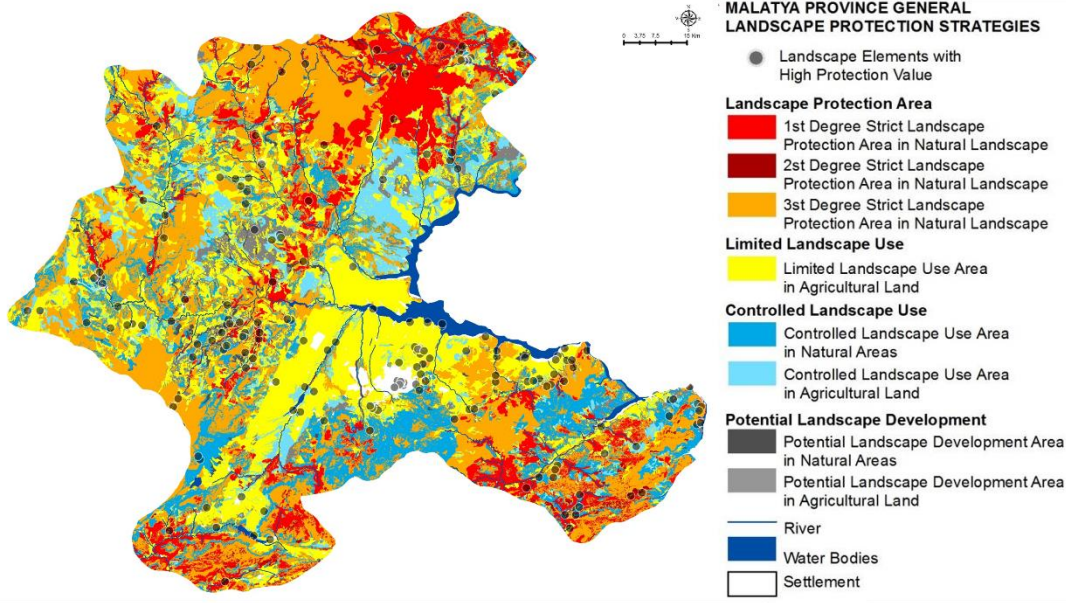 MALATYA PROVINCE GENERAL
LANDSCAPE PROTECTION STRATEGIES
0 3,75 7,5 15 Km
Landscape Elements with
High Protection Value
Landscape Protection Area
1st Degree Strict Landscape
Protection Area in Natural Landscape
2st Degree Strict Landscape
Protection Area in Natural Landscape
3st Degree Strict Landscape
Protection Area in Natural Landscape
Limited Landscape Use
Limited Landscape Use Area
in Agricultural Land
Controlled Landscape Use
Controlled Landscape Use Area
in Natural Areas
Controlled Landscape Use Area
in Agricultural Land
Potential Landscape Development
Potential Landscape Development Area
in Natural Areas
Potential Landscape Development Area
in Agricultural Land
River
Water Bodies
Settlement